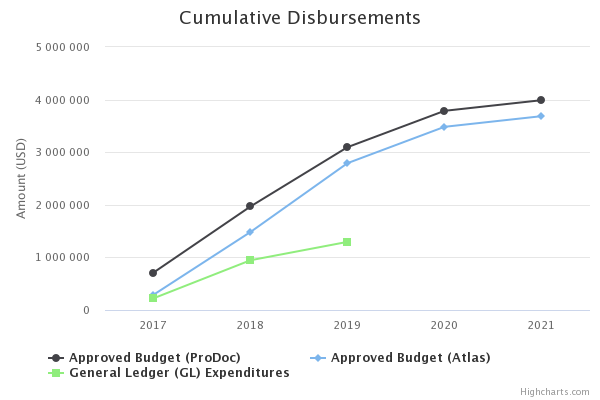 Cumulative Disbursements
5 000 000
4 000 000
3 000 000
2 000 000
1 000 000
0
Amount (USD)
2017 2018 2019 2020 2021
Approved Budget (ProDoc) Approved Budget (Atlas)
General Ledger (GL) Expenditures
Highcharts.com